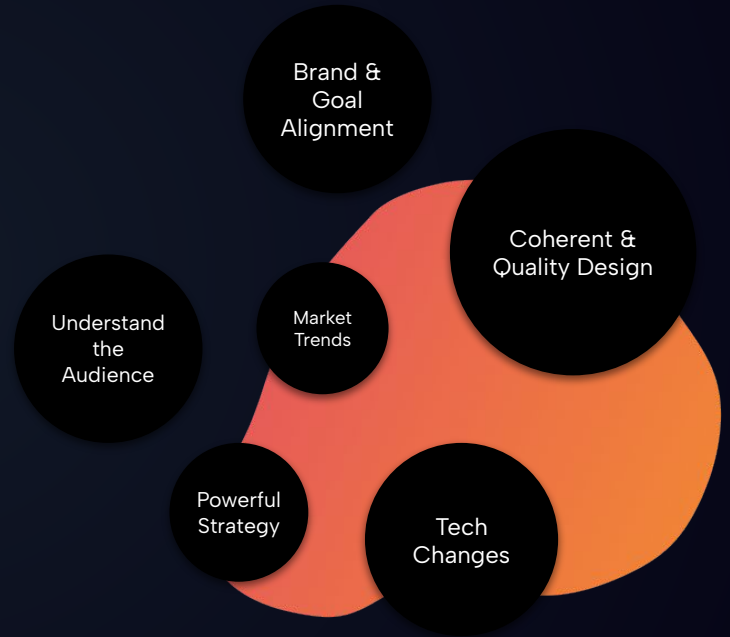 Brand &
Goal
Alignment
Coherent &
Quality Design
Understand
the
Audience
Market
Trends
Powerful
Strategy
Tech
Changes